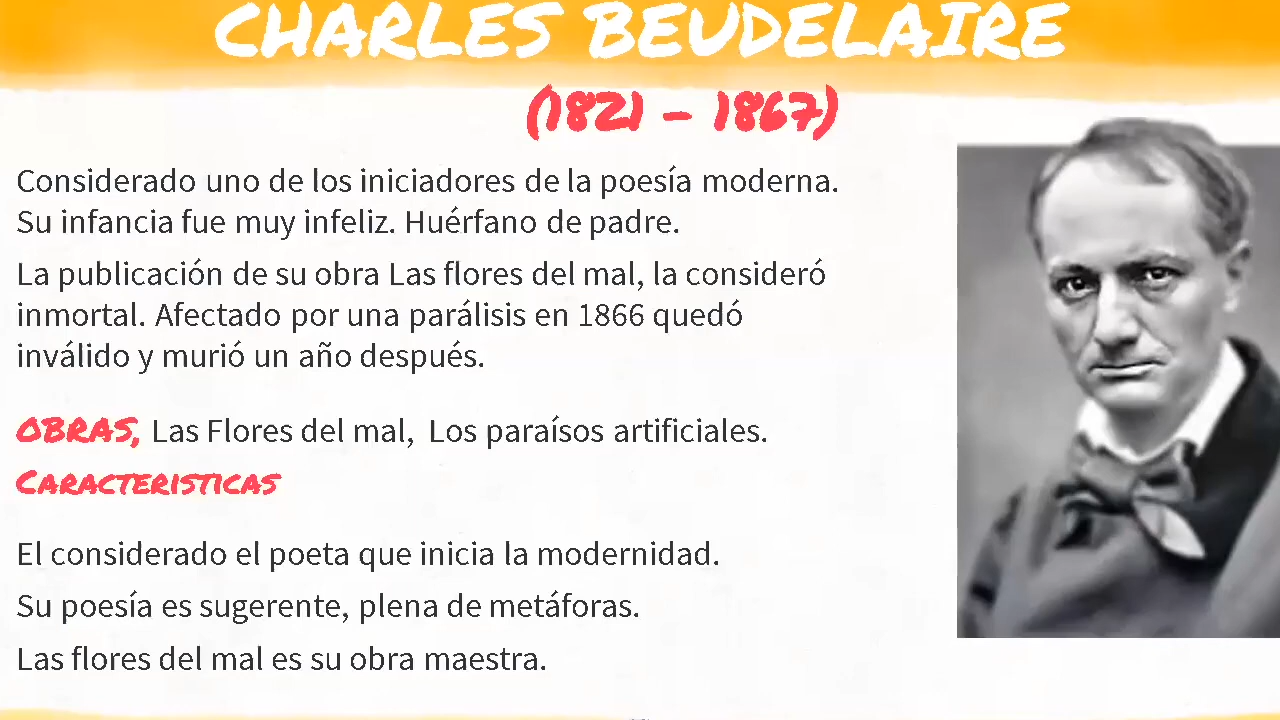 CHARLES BEUDELAIRE
(1821 – 1867)
Considerado uno de los iniciadores de la poesía moderna.
Su infancia fue muy infeliz. Huérfano de padre.
La publicación de su obra Las flores del mal, la consideró
inmortal. Afectado por una parálisis en 1866 quedó
inválido y murió un año después.
OBRAS, Las Flores del mal, Los paraísos artificiales.
CARACTERISTICAS
El considerado el poeta que inicia la modernidad.
Su poesía es sugerente, plena de metáforas.
Las flores del mal es su obra maestra.